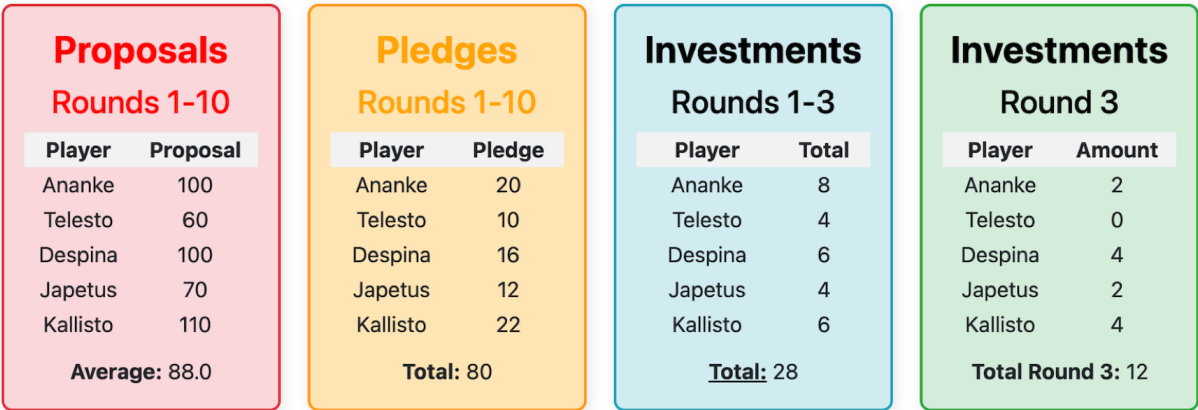 Proposals
Rounds 1-10
Player Proposal
Ananke 100
Telesto 60
Despina 100
Japetus 70
Kallisto 110
Average: 88.0
Pledges
Rounds 1-10
Player Pledge
Ananke 20
Telesto 10
Despina 16
Japetus 12
Kallisto 22
Total: 80
Investments
Rounds 1-3
Player Total
Ananke 8
Telesto 4
Despina 6
Japetus 4
Kallisto 6
Total: 28
Investments
Round 3
Player Amount
Ananke 2
Telesto 0
Despina 4
Japetus 2
Kallisto 4
Total Round 3: 12